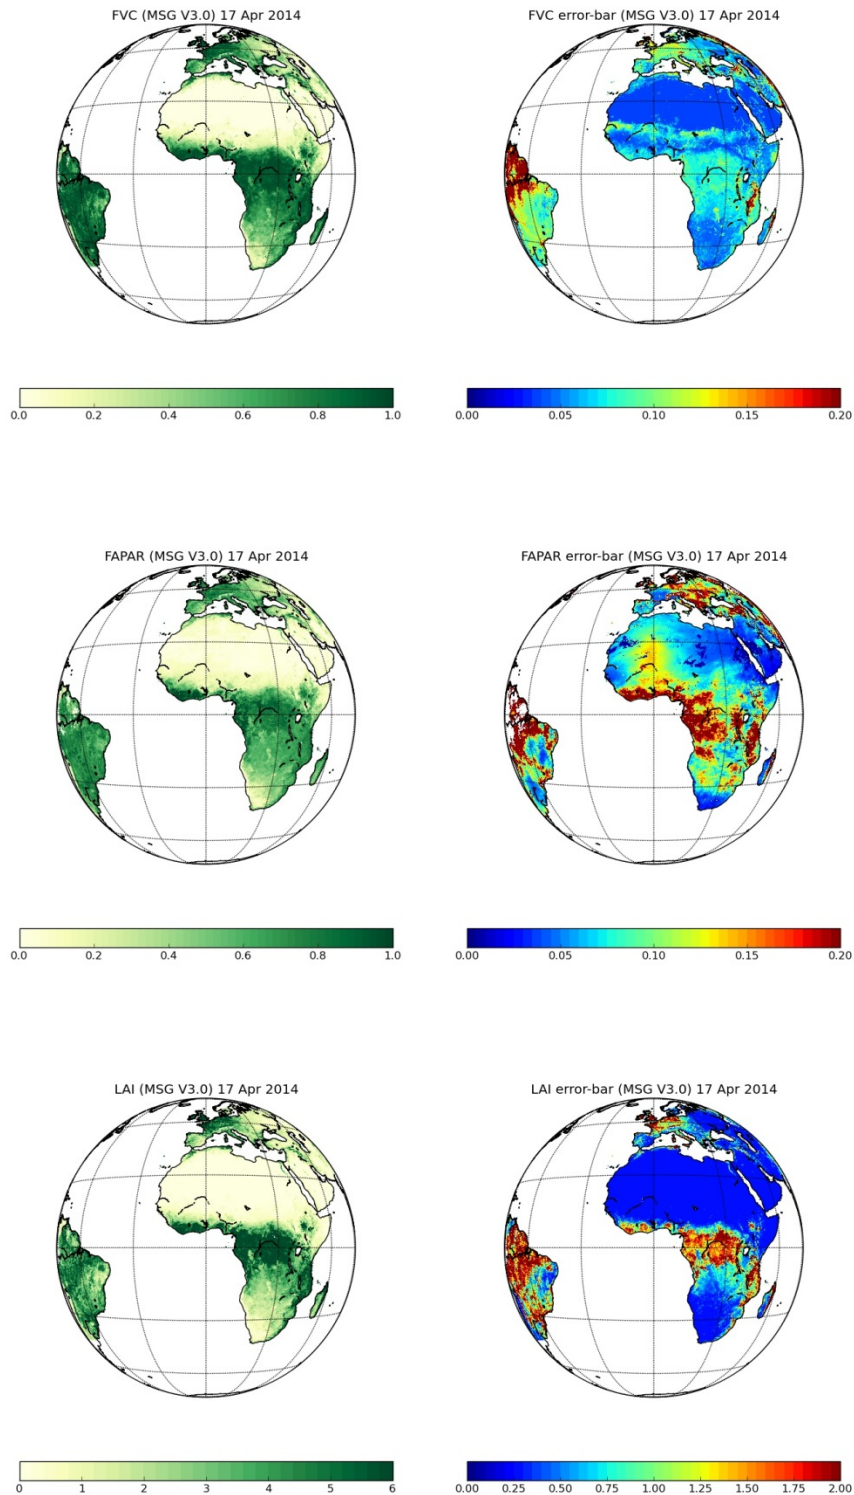 FVC (MSG V3.0) 17 Apr 2014
FVC error-bar (MSG V3.0) 17 Apr 2014
0.0 0.2 0.4 0.6 0.8 1.0
0.00 0.05 0.10 0.15 0.20
FAPAR (MSG V3.0) 17 Apr 2014
FAPAR error-bar (MSG V3.0) 17 Apr 2014
0.0 0.2 0.4 0.6 0.8 1.0
0.00 0.05 0.10 0.15 0.20
LAI (MSG V3.0) 17 Apr 2014
LAI error-bar (MSG V3.0) 17 Apr 2014
0 1 2 3 4 5 6
0.00 0.25 0.50 0.75 1.00 1.25 1.50 1.75 2.00